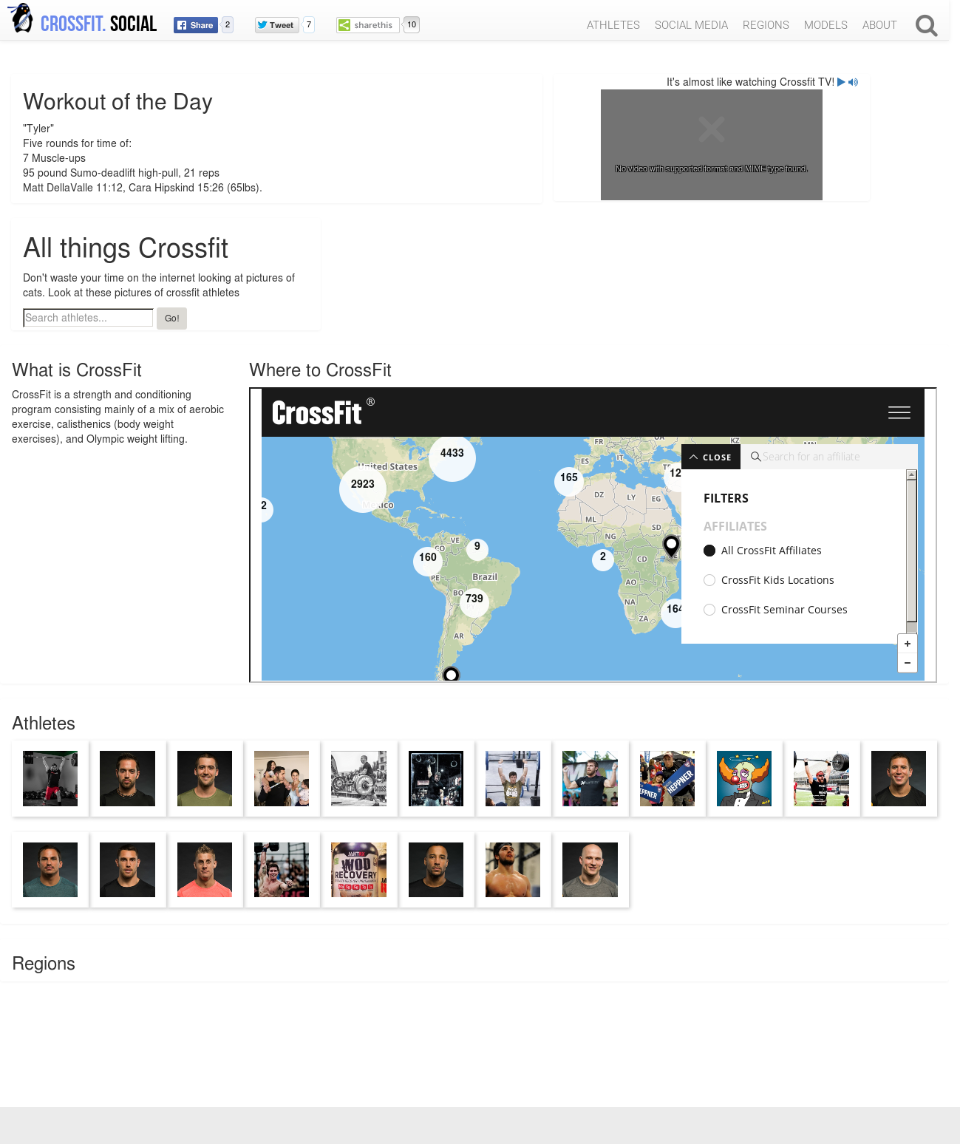 CROSSFIT. SOCIAL
Share 2
Tweet 7
sharethis 10
ATHLETES SOCIAL MEDIA REGIONS MODELS ABOUT
Workout of the Day
"Tyler"
Five rounds for time of:
7 Muscle-ups
95 pound Sumo-deadlift high-pull, 21 reps
Matt DellaValle 11:12, Cara Hipskind 15:26 (65lbs).
It's almost like watching Crossfit TV!
No video with supported format and MIME type found.
All things Crossfit
Don't waste your time on the internet looking at pictures of
cats. Look at these pictures of crossfit athletes
Search athletes...
Go!
What is CrossFit
CrossFit is a strength and conditioning
program consisting mainly of a mix of aerobic
exercise, calisthenics (body weight
exercises), and Olympic weight lifting.
Where to CrossFit
CrossFit ®
CLOSE
Search for an affiliate
FILTERS
AFFILIATES
All CrossFit Affiliates
CrossFit Kids Locations
CrossFit Seminar Courses
+
−
FR
KZ
4433
United States
ES
IT
165
12
2923
2
DZ
LY
EG
ML
SD
VE
9
160
2
CD
PE
Brazil
AO
BO
739
NA
164
ZA
AR
Athletes
HEPPNER
HEPPNER
WOD
RECOVERY
Regions